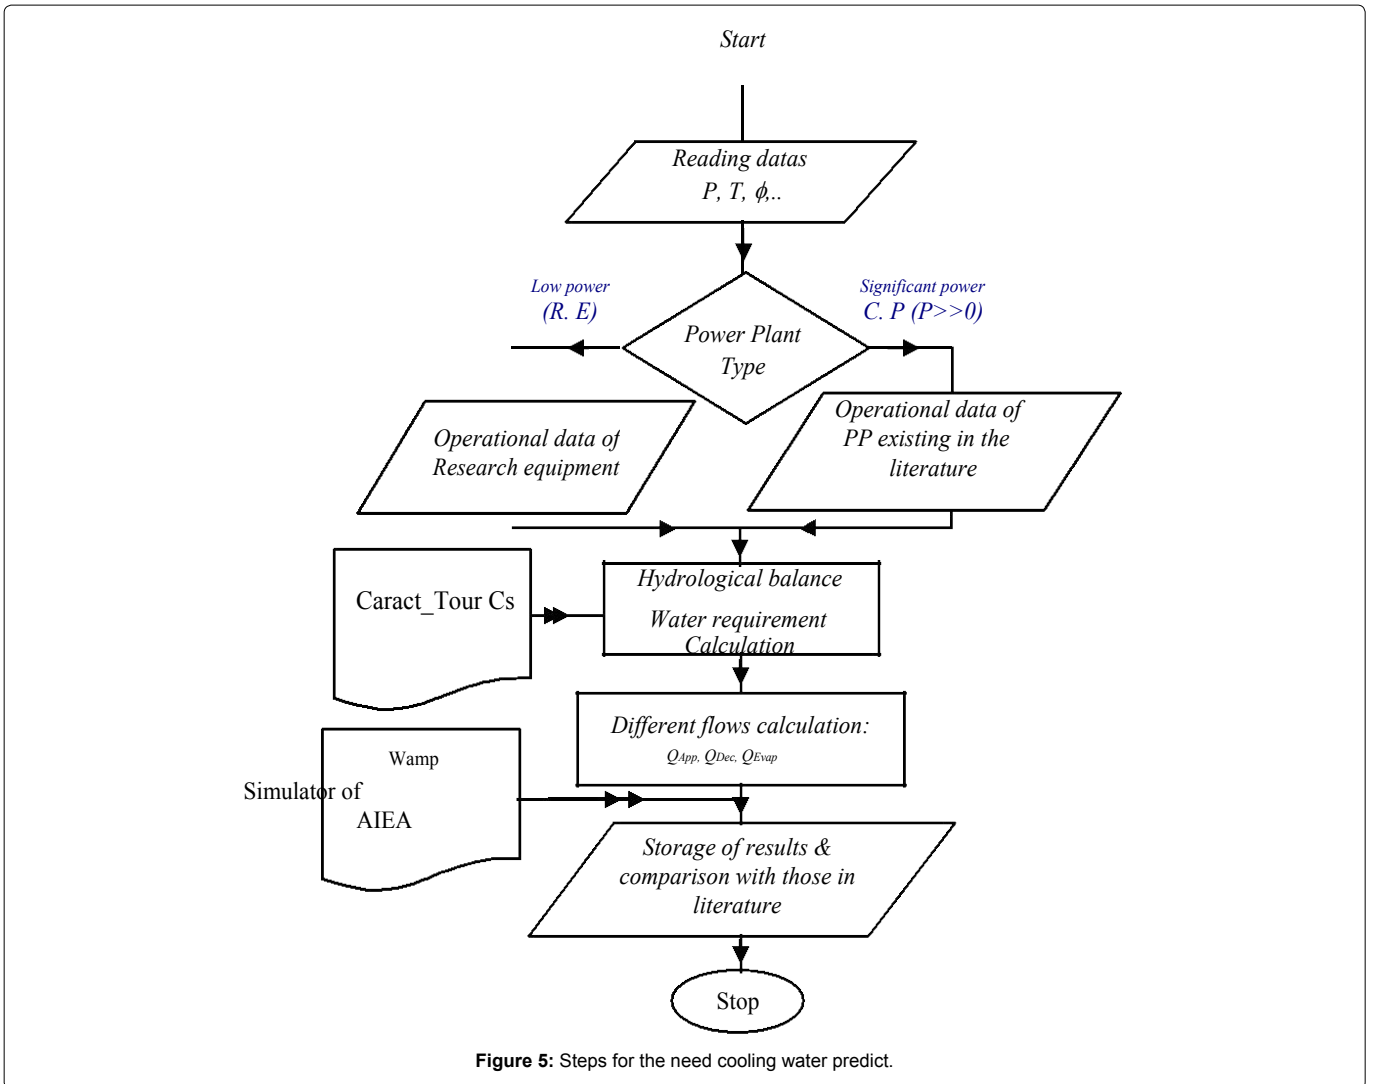 Start
Reading datas
P, T, ϕ,..
Low power
(R. E)
Significant power
C. P (P>>0)
Power Plant
Type
Operational data of
Research equipment
Operational data of
PP existing in the
literature
Caract_Tour Cs
Hydrological balance
Water requirement
Calculation
Different flows calculation:
QApp, QDec, QEvap
Wamp
Simulator of
AIEA
Storage of results &
comparison with those in
literature
Stop
Figure 5: Steps for the need cooling water predict.